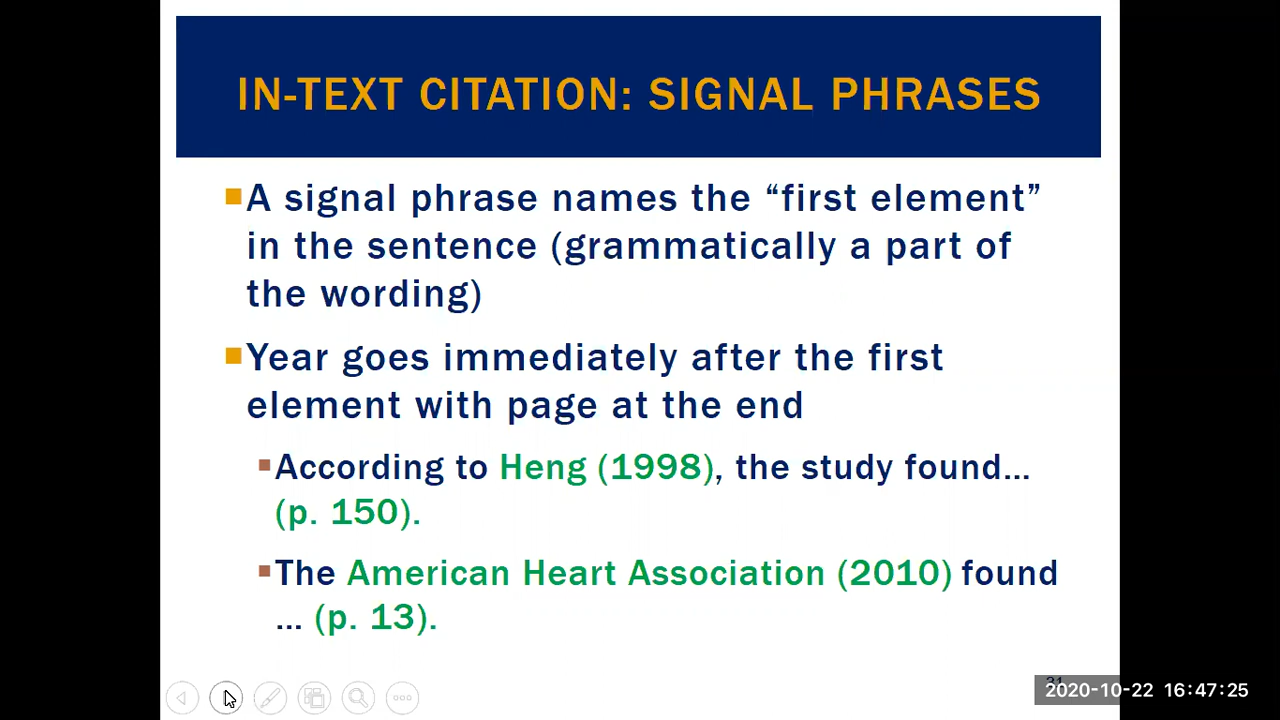 IN-TEXT CITATION: SIGNAL PHRASES
A signal phrase names the “first element”
in the sentence (grammatically a part of
the wording)
Year goes immediately after the first
element with page at the end
According to Heng (1998), the study found…
(p. 150).
The American Heart Association (2010) found
… (p. 13).
2020-10-22 16:47:25